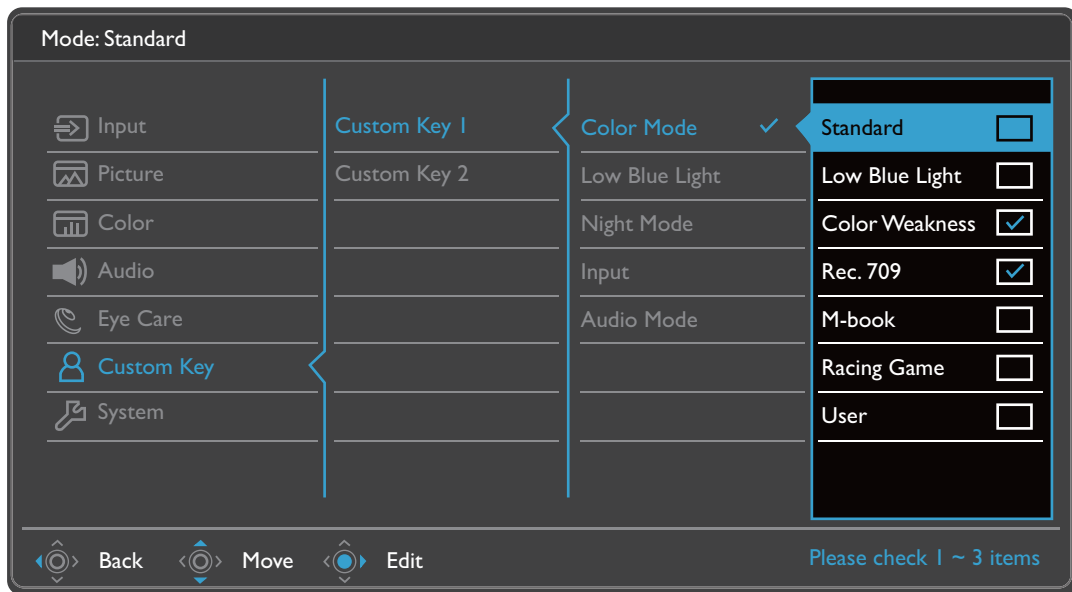 Mode: Standard
Input
Picture
Color
Audio
Eye Care
Custom Key
System
Custom Key 1
Custom Key 2
Color Mode
Low Blue Light
Night Mode
Input
Audio Mode
Standard
Low Blue Light
Color Weakness
Rec. 709
M-book
Racing Game
User
Back Move Edit
Please check 1 ~ 3 items